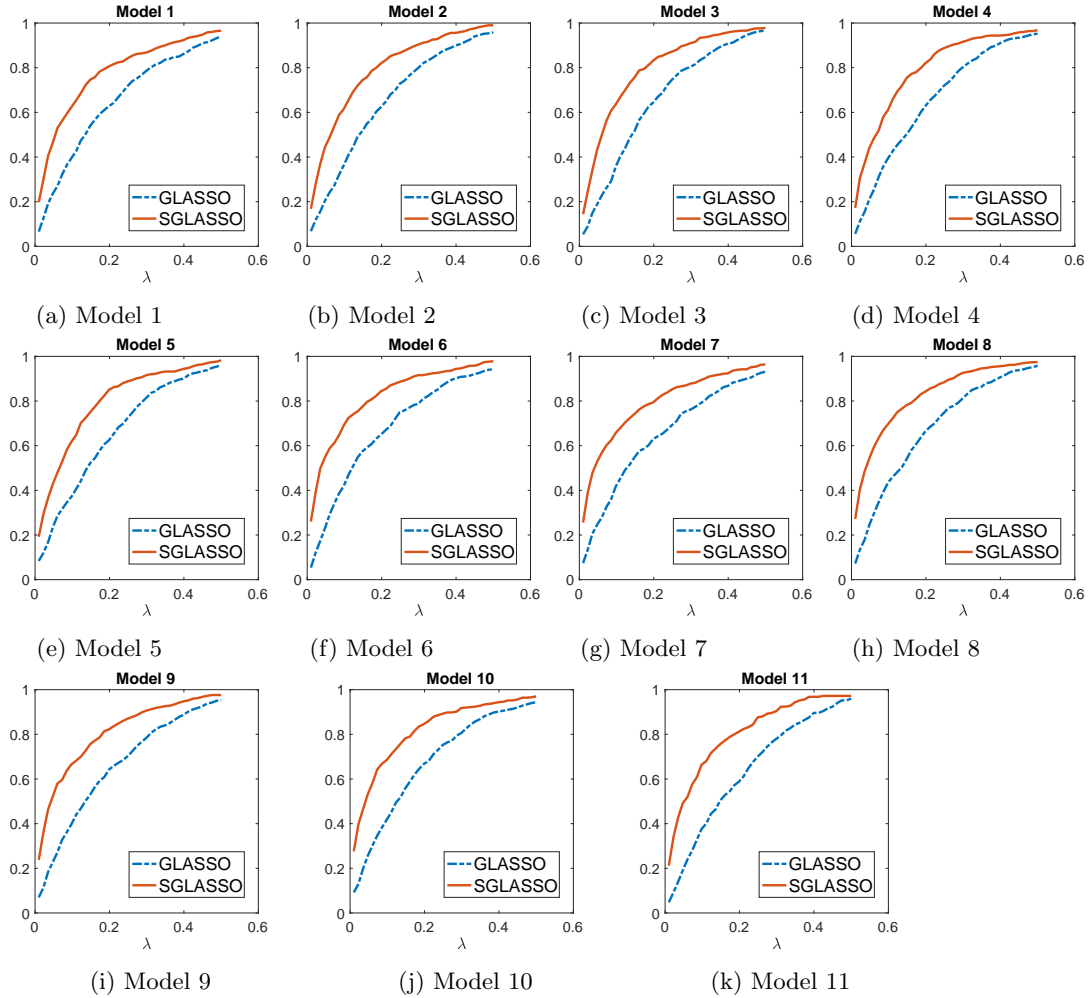 Model 1 Model 2 Model 3 Model 4
1 1 1 1
0.8 0.8 0.8 0.8
0.6 0.6 0.6 0.6
0.4 0.4 0.4 0.4
GLASSO GLASSO GLASSO GLASSO
0.2 0.2 0.2 0.2
SGLASSO SGLASSO SGLASSO SGLASSO
0 0 0 0
0 0.2 0.4 0.6 0 0.2 0.4 0.6 0 0.2 0.4 0.6 0 0.2 0.4 0.6
λ λ λ λ
(a) Model 1 (b) Model 2 (c) Model 3 (d) Model 4
Model 5 Model 6 Model 7 Model 8
1 1 1 1
0.8 0.8 0.8 0.8
0.6 0.6 0.6 0.6
0.4 0.4 0.4 0.4
GLASSO GLASSO GLASSO GLASSO
0.2 0.2 0.2 0.2
SGLASSO SGLASSO SGLASSO SGLASSO
0 0 0 0
0 0.2 0.4 0.6 0 0.2 0.4 0.6 0 0.2 0.4 0.6 0 0.2 0.4 0.6
λ λ λ λ
(e) Model 5 (f) Model 6 (g) Model 7 (h) Model 8
Model 9 Model 10 Model 11
1 1 1
0.8 0.8 0.8
0.6 0.6 0.6
0.4 0.4 0.4
GLASSO GLASSO GLASSO
0.2 0.2 0.2
SGLASSO SGLASSO SGLASSO
0 0 0
0 0.2 0.4 0.6 0 0.2 0.4 0.6 0 0.2 0.4 0.6
λ λ λ
(i) Model 9 (j) Model 10 (k) Model 11